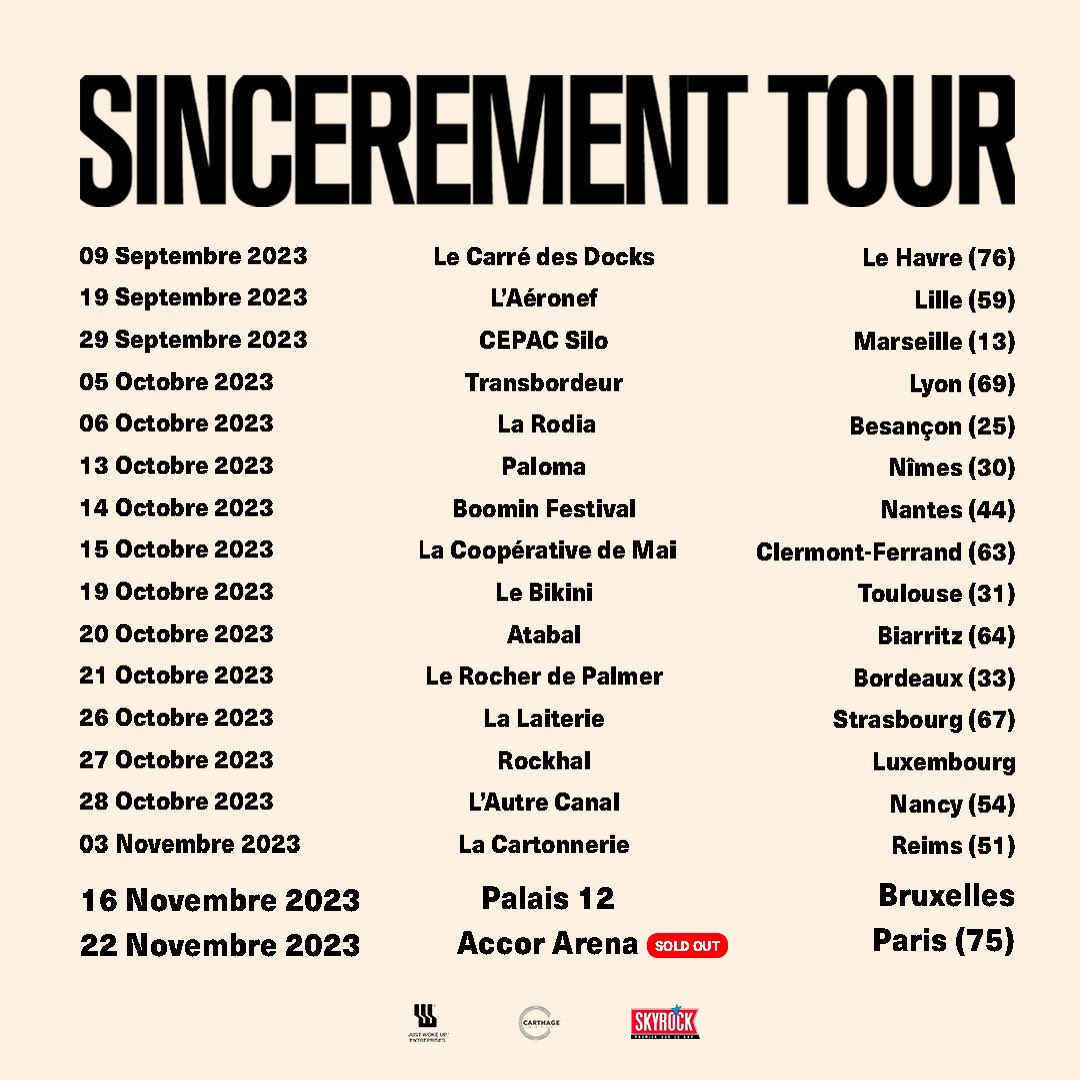 SINCEREMENT TOUR
09 Septembre 2023 Le Carré des Docks Le Havre (76)
19 Septembre 2023 L'Aéronef Lille (59)
29 Septembre 2023 CEPAC Silo Marseille (13)
05 Octobre 2023 Transbordeur Lyon (69)
06 Octobre 2023 La Rodia Besançon (25)
13 Octobre 2023 Paloma Nîmes (30)
14 Octobre 2023 Boomin Festival Nantes (44)
15 Octobre 2023 La Coopérative de Mai Clermont-Ferrand (63)
19 Octobre 2023 Le Bikini Toulouse (31)
20 Octobre 2023 Atabal Biarritz (64)
21 Octobre 2023 Le Rocher de Palmer Bordeaux (33)
26 Octobre 2023 La Laiterie Strasbourg (67)
27 Octobre 2023 Rockhal Luxembourg
28 Octobre 2023 L'Autre Canal Nancy (54)
03 Novembre 2023 La Cartonnerie Reims (51)
16 Novembre 2023 Palais 12 Bruxelles
22 Novembre 2023 Accor Arena SOLD OUT Paris (75)
JUST WOKE UP
ENTREPRISES
CARTHAGE
SKYROCK
PREMIER SUR LE RAP